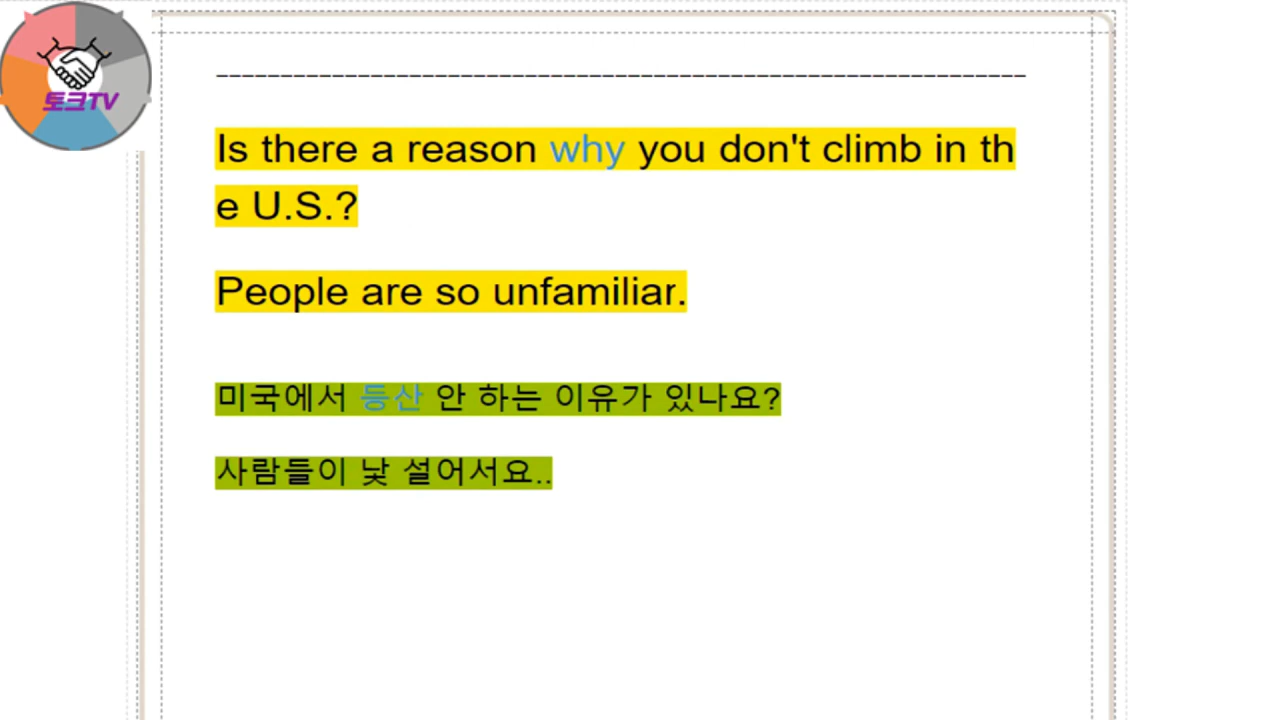 토크TV
Is there a reason why you don't climb in th
e U.S.?
People are so unfamiliar.
미국에서 등산 안 하는 이유가 있나요?
사람들이 낯 설어서요..